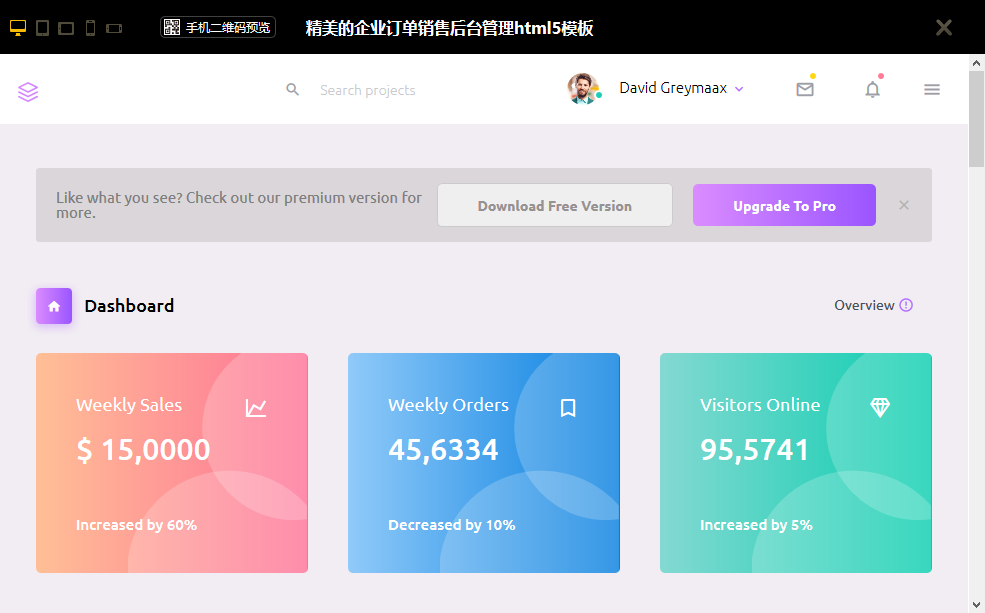 手机二维码预览
精美的企业订单销售后台管理html5模板
Search projects
David Greymaax
Like what you see? Check out our premium version for
more.
Download Free Version
Upgrade To Pro
Dashboard
Overview
Weekly Sales
$ 15,0000
Increased by 60%
Weekly Orders
45,6334
Decreased by 10%
Visitors Online
95,5741
Increased by 5%